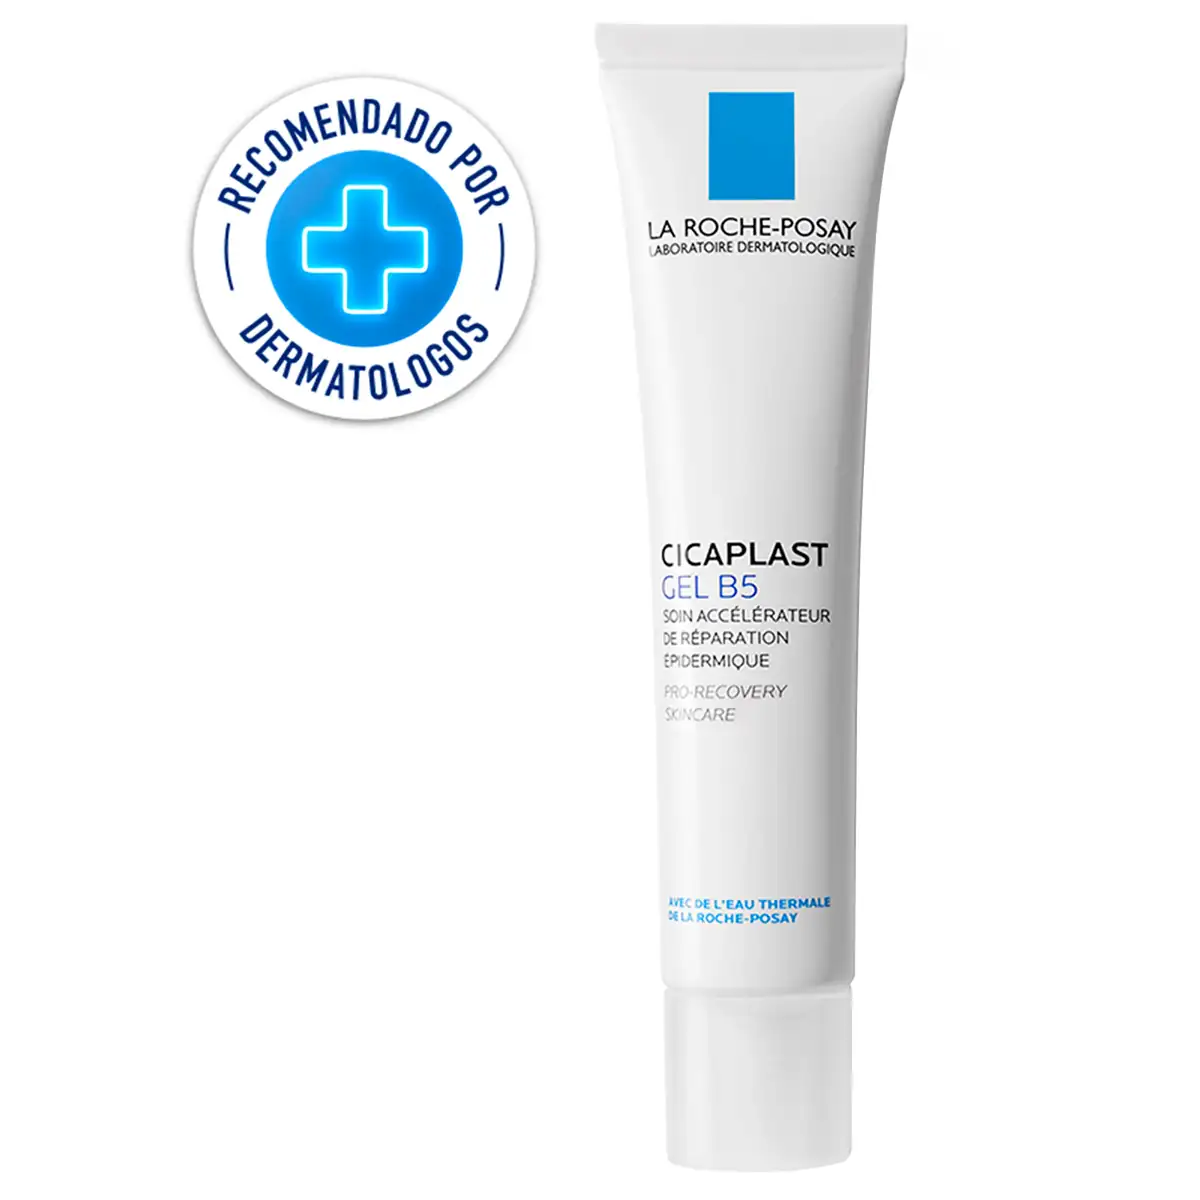 RECOMENDADO POR
DERMATOLOGOS
LA ROCHE-POSAY
LABORATOIRE DERMATOLOGIQUE
CICAPLAST
GEL B5
SOIN ACCÉLÉRATEUR
DE RÉPARATION
ÉPIDERMIQUE
PRO-RECOVERY
SKINCARE
AVEC DE L'EAU THERMALE
DE LA ROCHE-POSAY